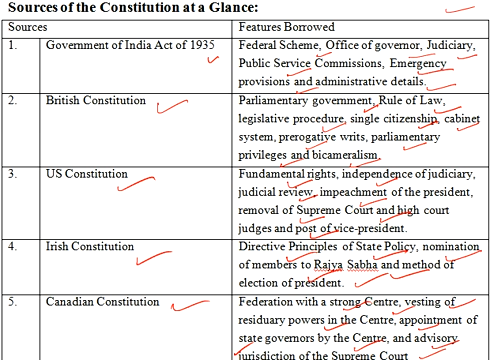 Sources of the Constitution at a Glance:
Sources Features Borrowed
1. Government of India Act of 1935 Federal Scheme, Office of governor, Judiciary,
Public Service Commissions, Emergency
provisions and administrative details.
2. British Constitution Parliamentary government, Rule of Law,
legislative procedure, single citizenship, cabinet
system, prerogative writs, parliamentary
privileges and bicameralism.
3. US Constitution Fundamental rights, independence of judiciary,
judicial review, impeachment of the president,
removal of Supreme Court and high court
judges and post of vice-president.
4. Irish Constitution Directive Principles of State Policy, nomination
of members to Rajya Sabha and method of
election of president.
5. Canadian Constitution Federation with a strong Centre, vesting of
residuary powers in the Centre, appointment of
state governors by the Centre, and advisory
jurisdiction of the Supreme Court